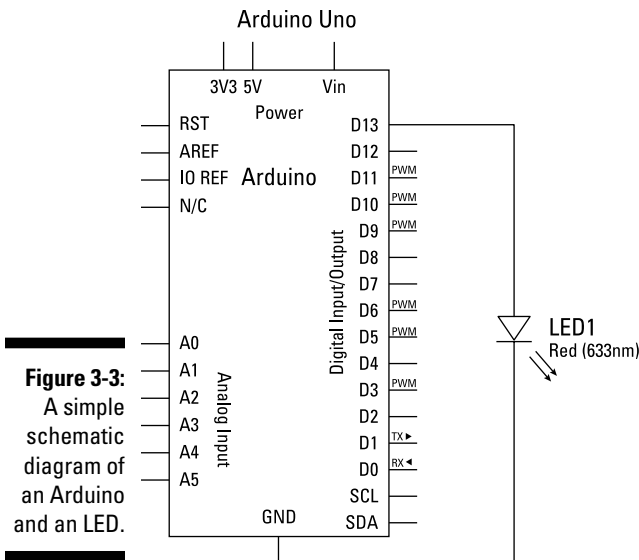 Arduino Uno
3V3 5V Vin
Power
RST
AREF
IO REF
N/C
Arduino
D13
D12
D11 PWM
D10 PWM
D9 PWM
D8
D7
D6 PWM
D5 PWM
D4
D3 PWM
D2
D1 TX ▶
D0 RX ◀
SCL
SDA
Digital Input/Output
A0
A1
A2
A3
A4
A5
Analog Input
GND
LED1
Red (633nm)
Figure 3-3:
A simple
schematic
diagram of
an Arduino
and an LED.